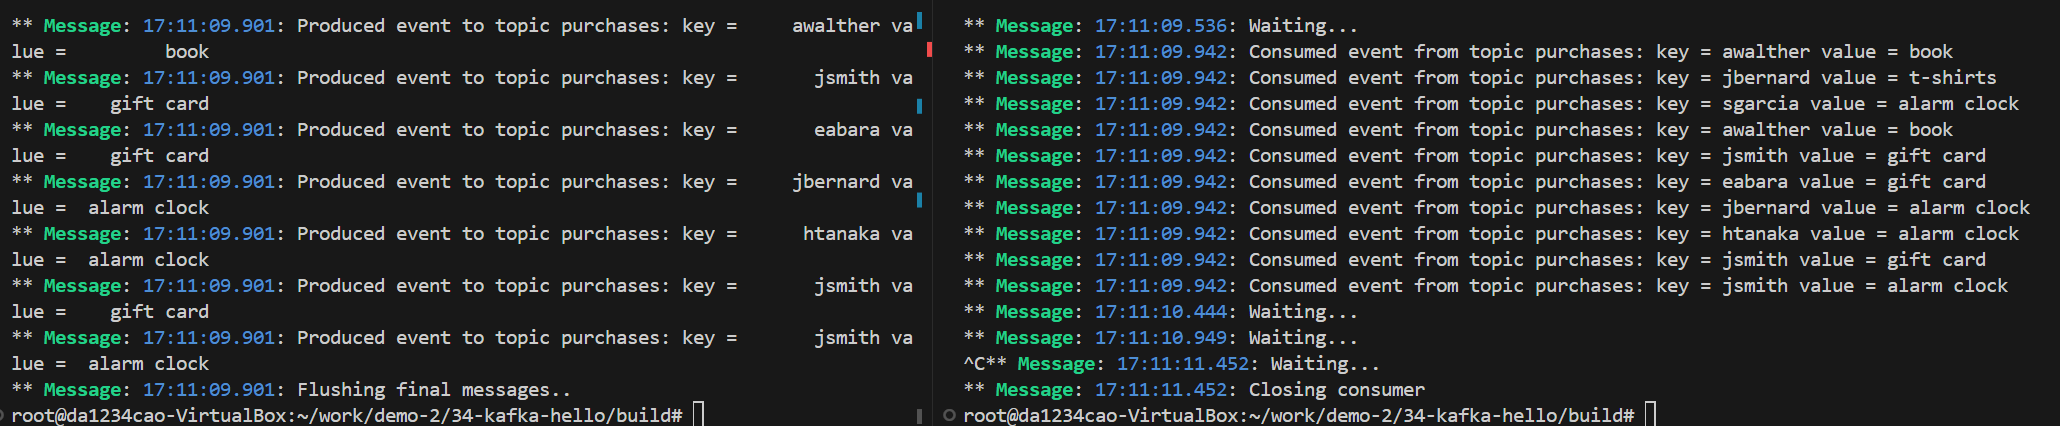 ** Message: 17:11:09.901: Produced event to topic purchases: key =     awalther va
lue =         book
** Message: 17:11:09.901: Produced event to topic purchases: key =       jsmith va
lue =    gift card
** Message: 17:11:09.901: Produced event to topic purchases: key =       eabara va
lue =    gift card
** Message: 17:11:09.901: Produced event to topic purchases: key =     jbernard va
lue =  alarm clock
** Message: 17:11:09.901: Produced event to topic purchases: key =      htanaka va
lue =  alarm clock
** Message: 17:11:09.901: Produced event to topic purchases: key =       jsmith va
lue =    gift card
** Message: 17:11:09.901: Produced event to topic purchases: key =       jsmith va
lue =  alarm clock
** Message: 17:11:09.901: Flushing final messages..
root@da1234cao-VirtualBox:~/work/demo-2/34-kafka-hello/build#
** Message: 17:11:09.536: Waiting...
** Message: 17:11:09.942: Consumed event from topic purchases: key = awalther value = book
** Message: 17:11:09.942: Consumed event from topic purchases: key = jbernard value = t-shirts
** Message: 17:11:09.942: Consumed event from topic purchases: key = sgarcia value = alarm clock
** Message: 17:11:09.942: Consumed event from topic purchases: key = awalther value = book
** Message: 17:11:09.942: Consumed event from topic purchases: key = jsmith value = gift card
** Message: 17:11:09.942: Consumed event from topic purchases: key = eabara value = gift card
** Message: 17:11:09.942: Consumed event from topic purchases: key = jbernard value = alarm clock
** Message: 17:11:09.942: Consumed event from topic purchases: key = htanaka value = alarm clock
** Message: 17:11:09.942: Consumed event from topic purchases: key = jsmith value = gift card
** Message: 17:11:09.942: Consumed event from topic purchases: key = jsmith value = alarm clock
** Message: 17:11:10.444: Waiting...
** Message: 17:11:10.949: Waiting...
^C** Message: 17:11:11.452: Waiting...
** Message: 17:11:11.452: Closing consumer
root@da1234cao-VirtualBox:~/work/demo-2/34-kafka-hello/build#